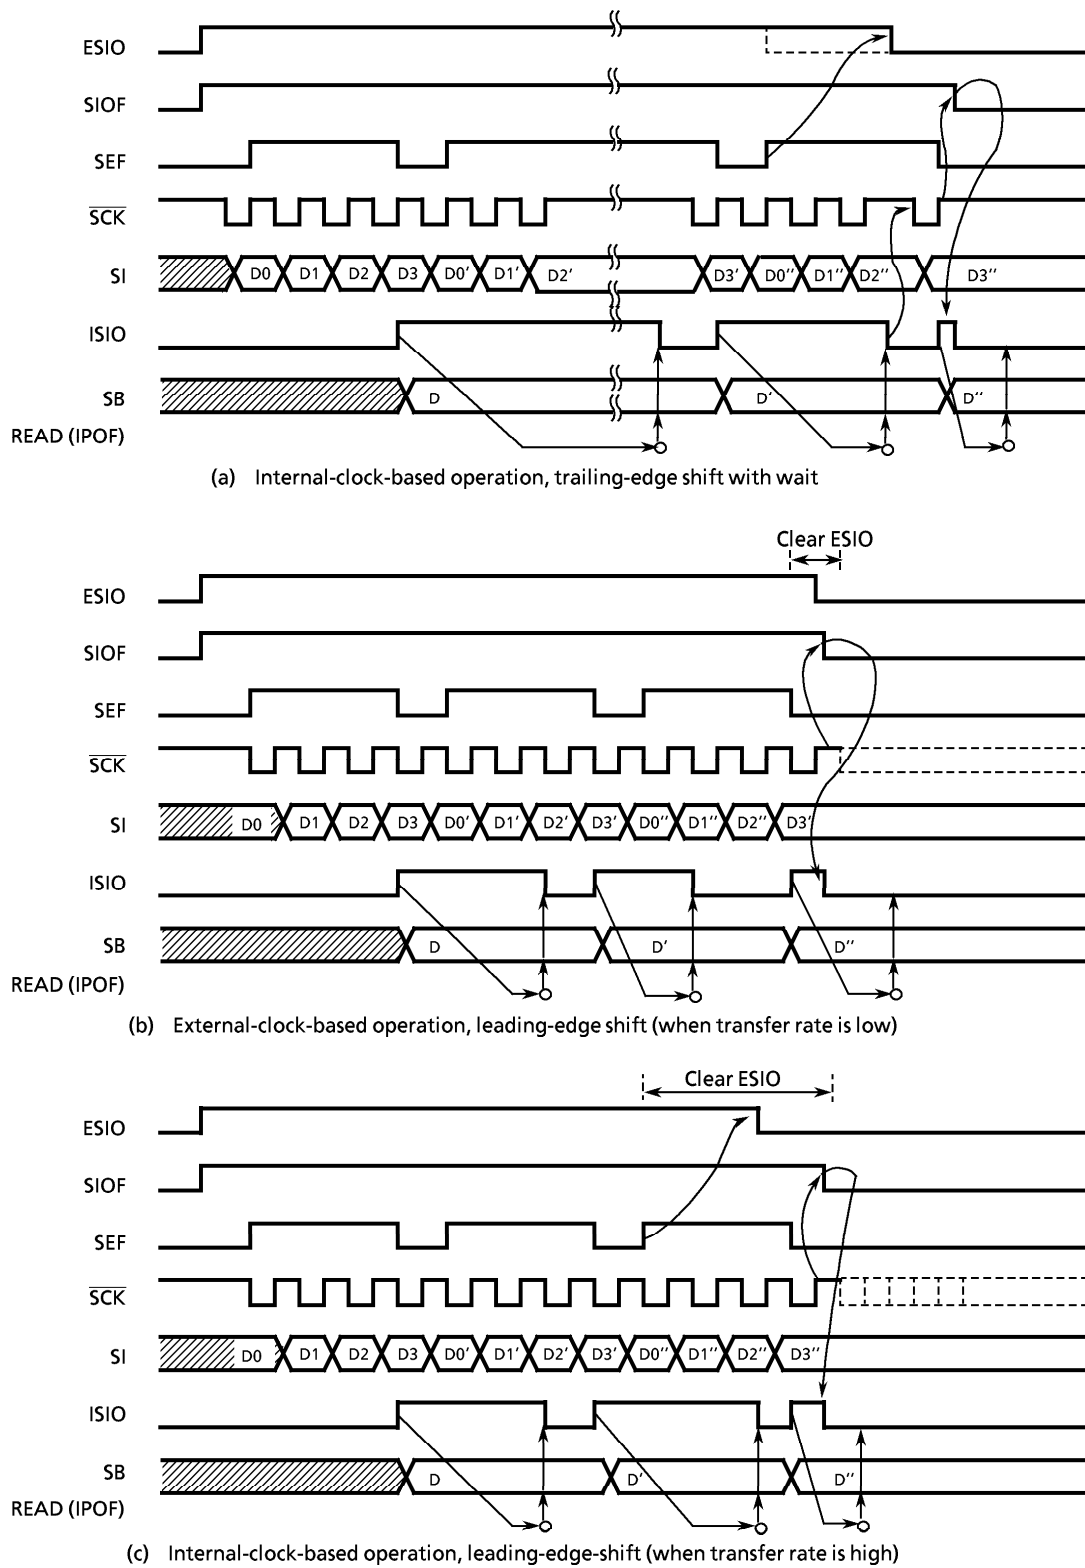 ESIO
SIOF
SEF
SCK
SI D0 D1 D2 D3 D0′ D1′ D2′ D3′ D0′′ D1′′ D2′′ D3′′
ISIO
SB D D′ D′′
READ (IPOF)
(a) Internal-clock-based operation, trailing-edge shift with wait
Clear ESIO
ESIO
SIOF
SEF
SCK
SI D0 D1 D2 D3 D0′ D1′ D2′ D3′ D0′′ D1′′ D2′′ D3′
ISIO
SB D D′ D′′
READ (IPOF)
(b) External-clock-based operation, leading-edge shift (when transfer rate is low)
Clear ESIO
ESIO
SIOF
SEF
SCK
SI D0 D1 D2 D3 D0′ D1′ D2′ D3′ D0′′ D1′′ D2′′ D3′′
ISIO
SB D D′ D′′
READ (IPOF)
(c) Internal-clock-based operation, leading-edge-shift (when transfer rate is high)